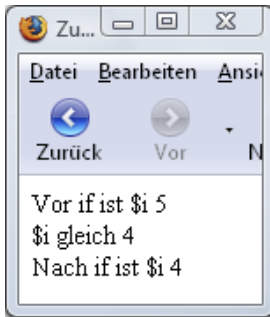 Zu...
Datei Bearbeiten Ansi
Zurück Vor N
Vor if ist $i 5
$i gleich 4
Nach if ist $i 4